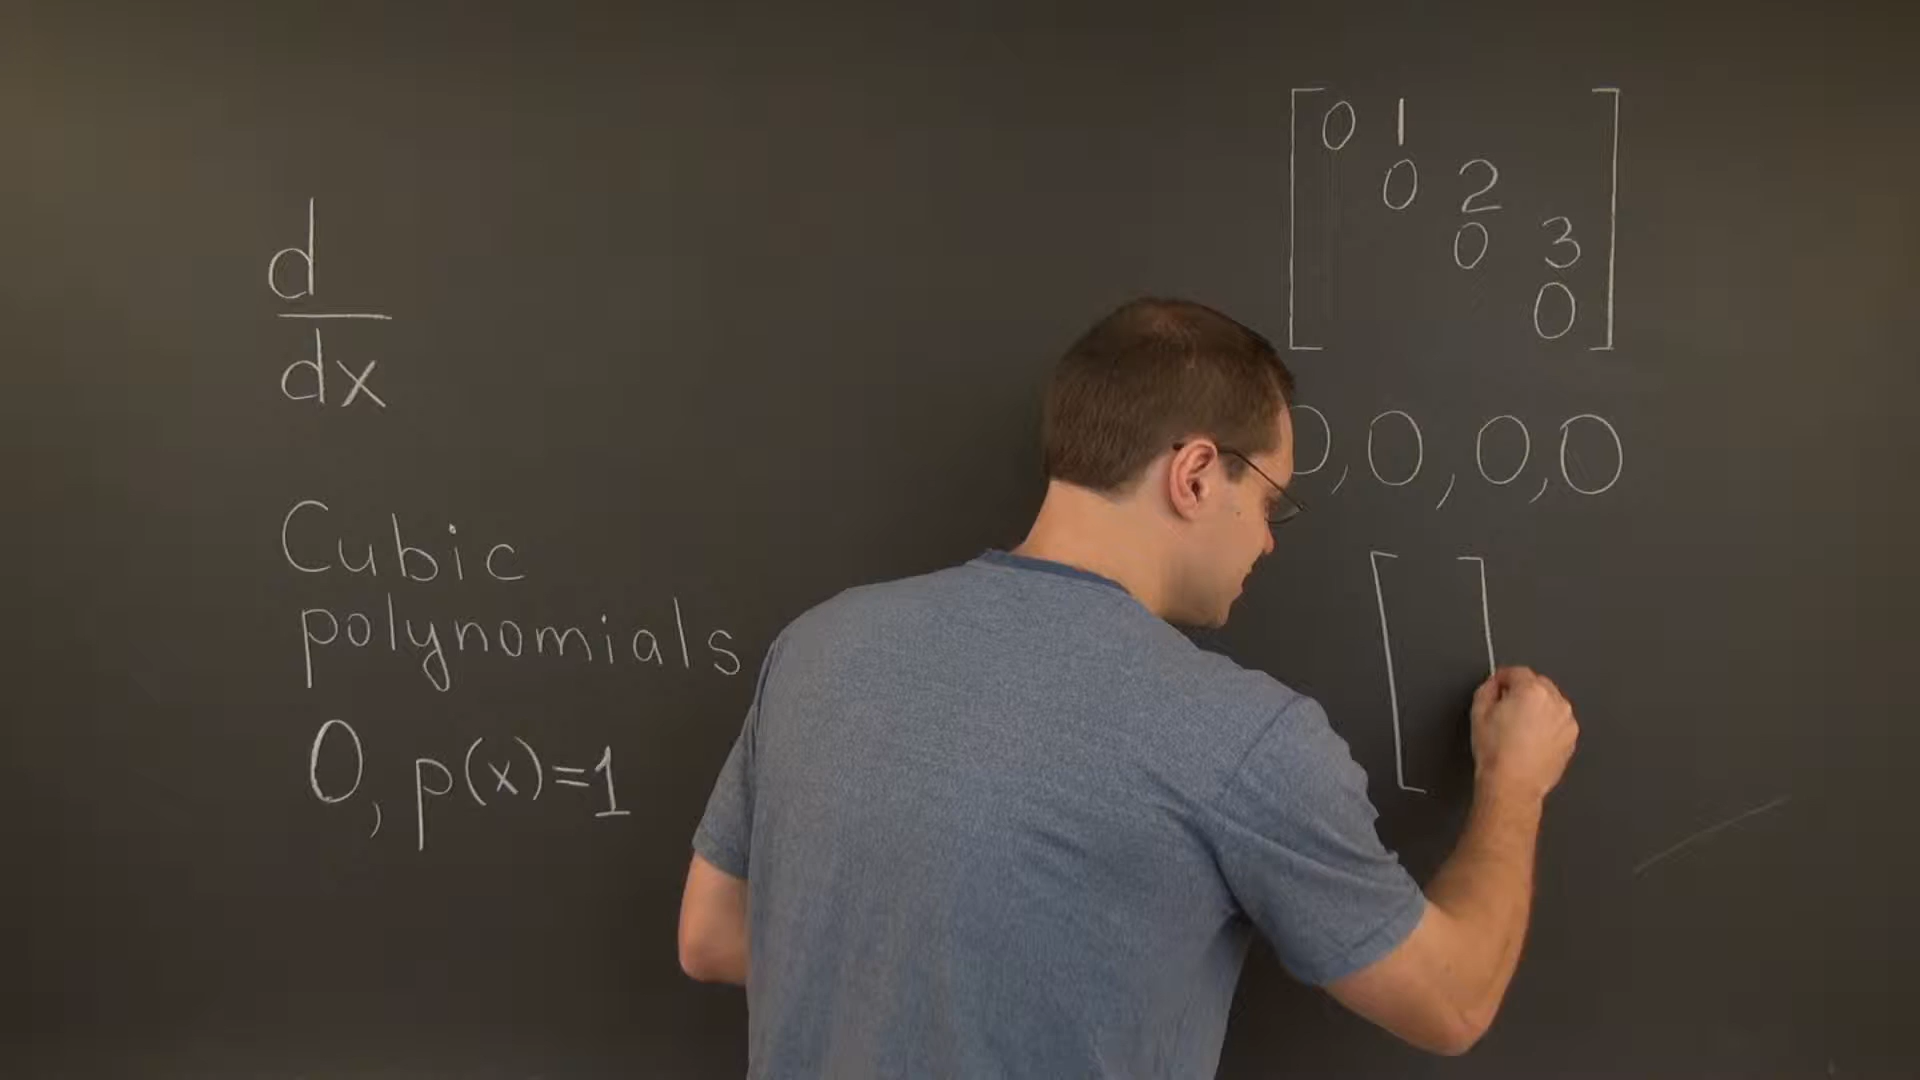 d
dx
Cubic
polynomials
0, p(x)=1
0 1
0 2
0 3
0
0, 0, 0, 0